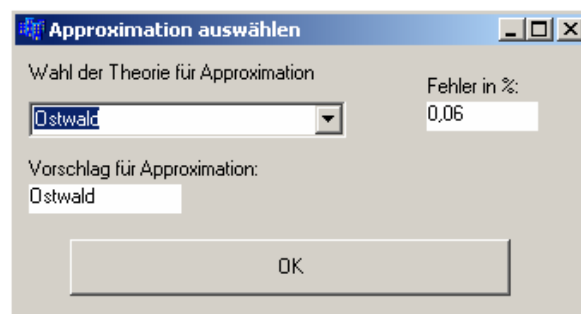 Approximation auswählen
Wahl der Theorie für Approximation
Fehler in %:
Ostwald
0,06
Vorschlag für Approximation:
Ostwald
OK